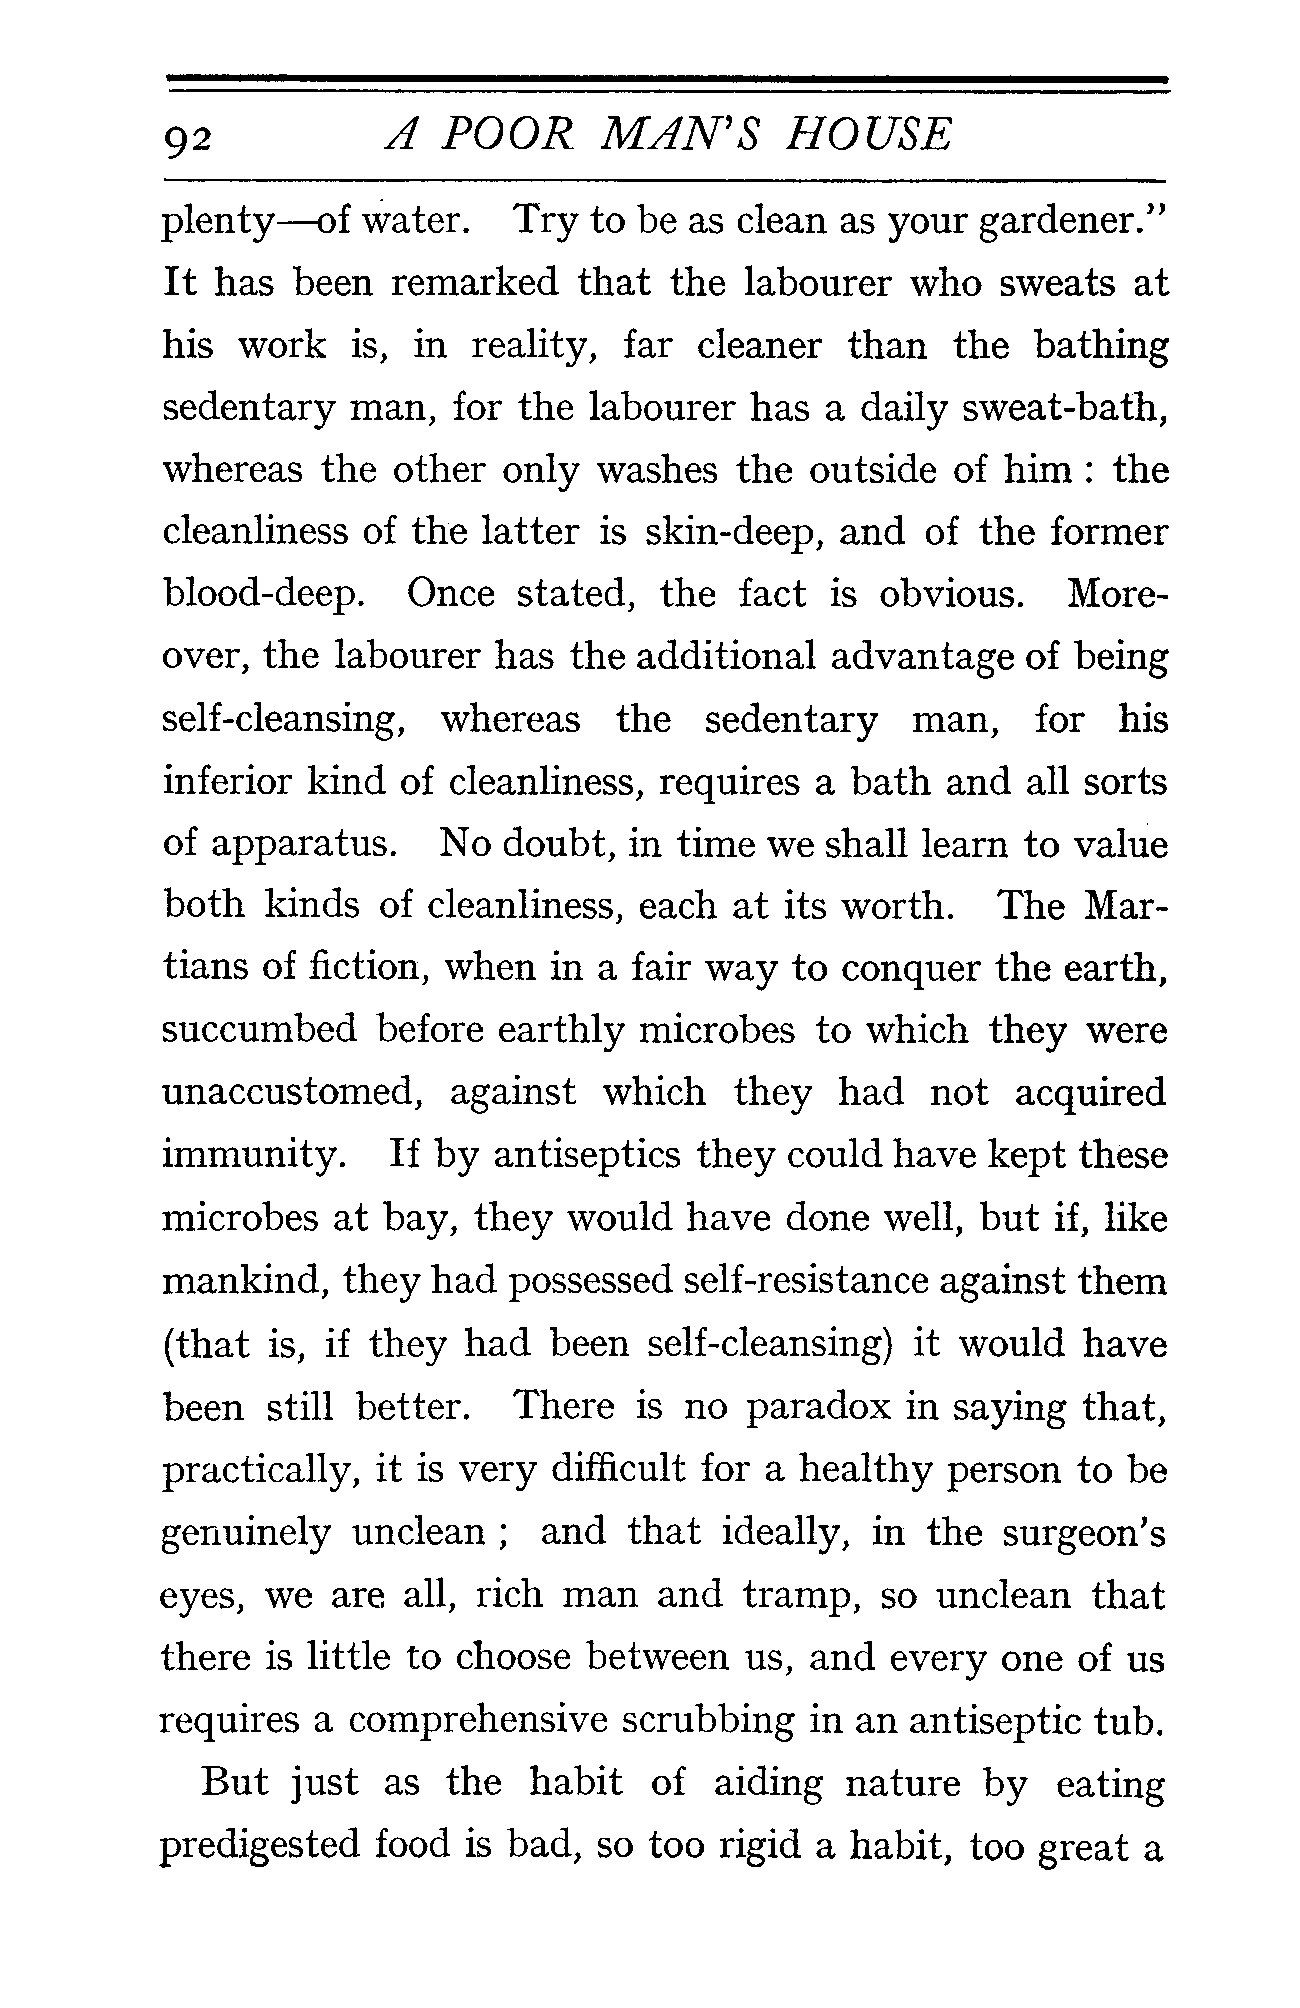 92 A POOR MAN'S HOUSE
plenty—of water. Try to be as clean as your gardener."
It has been remarked that the labourer who sweats at
his work is, in reality, far cleaner than the bathing
sedentary man, for the labourer has a daily sweat-bath,
whereas the other only washes the outside of him : the
cleanliness of the latter is skin-deep, and of the former
blood-deep. Once stated, the fact is obvious. More-
over, the labourer has the additional advantage of being
self-cleansing, whereas the sedentary man, for his
inferior kind of cleanliness, requires a bath and all sorts
of apparatus. No doubt, in time we shall learn to value
both kinds of cleanliness, each at its worth. The Mar-
tians of fiction, when in a fair way to conquer the earth,
succumbed before earthly microbes to which they were
unaccustomed, against which they had not acquired
immunity. If by antiseptics they could have kept these
microbes at bay, they would have done well, but if, like
mankind, they had possessed self-resistance against them
(that is, if they had been self-cleansing) it would have
been still better. There is no paradox in saying that,
practically, it is very difficult for a healthy person to be
genuinely unclean ; and that ideally, in the surgeon's
eyes, we are all, rich man and tramp, so unclean that
there is little to choose between us, and every one of us
requires a comprehensive scrubbing in an antiseptic tub.
But just as the habit of aiding nature by eating
predigested food is bad, so too rigid a habit, too great a